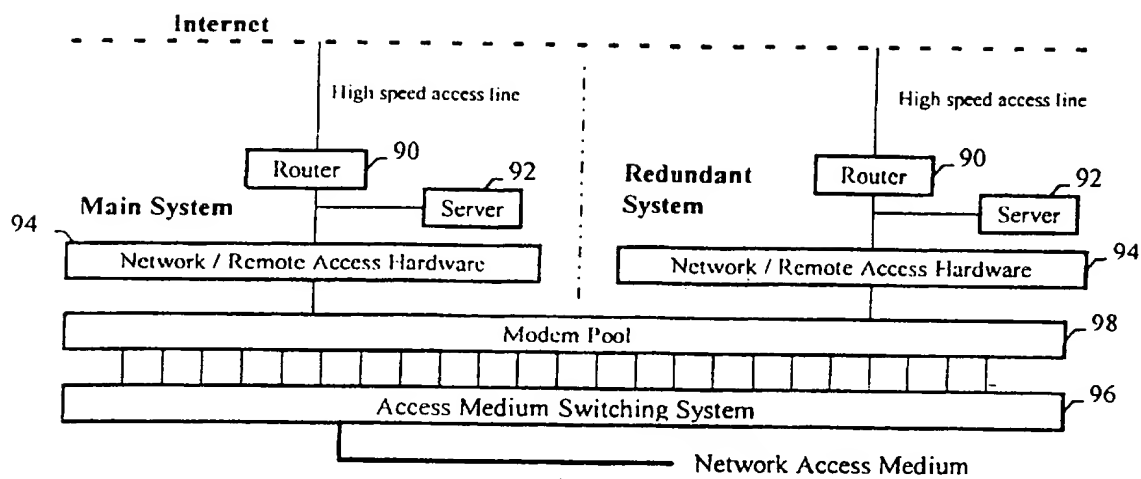 Internet
High speed access line
High speed access line
Router
90
Router
90
92
92
Main System
Server
Redundant
System
Server
94
Network / Remote Access Hardware
Network / Remote Access Hardware
94
Modem Pool
98
Access Medium Switching System
96
Network Access Medium